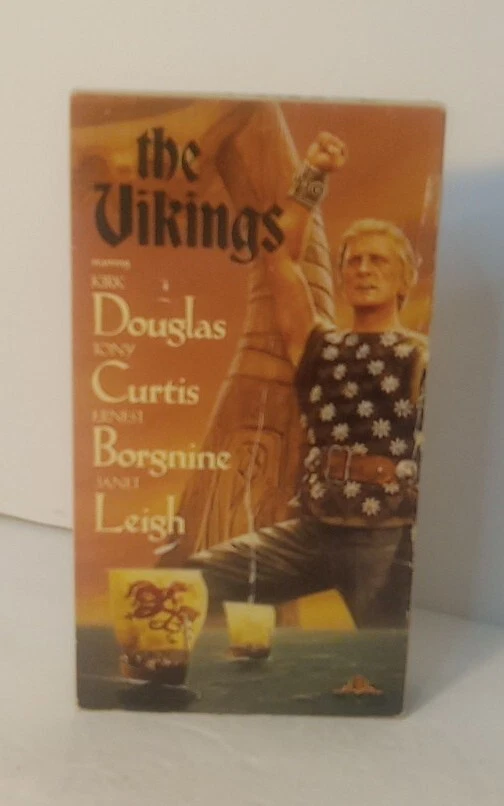 the
Vikings
STARRING
KIRK
Douglas
TONY
Curtis
ERNEST
Borgnine
JANET
Leigh